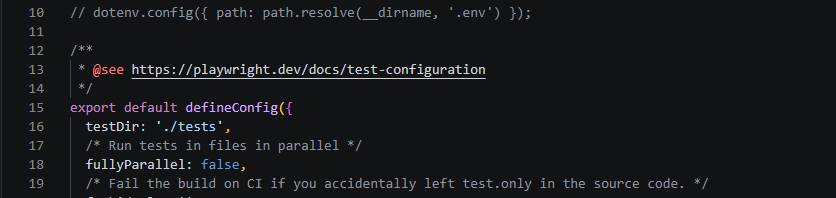 10 // dotenv.config({ path: path.resolve(__dirname, '.env') });
11
12 /**
13  * @see https://playwright.dev/docs/test-configuration
14  */
15 export default defineConfig({
16   testDir: './tests',
17   /* Run tests in files in parallel */
18   fullyParallel: false,
19   /* Fail the build on CI if you accidentally left test.only in the source code. */